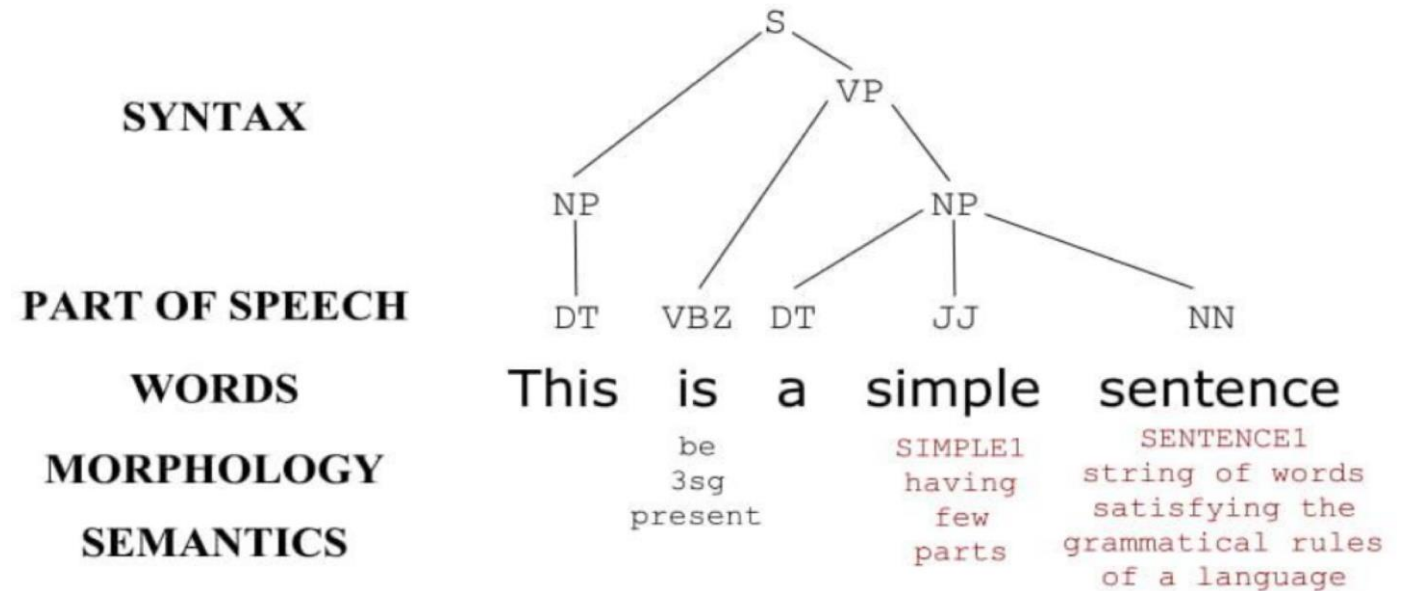 S
VP
SYNTAX
NP NP
PART OF SPEECH DT VBZ DT JJ NN
WORDS This is a simple sentence
MORPHOLOGY
SEMANTICS
be
3sg
present
SIMPLE1
having
few
parts
SENTENCE1
string of words
satisfying the
grammatical rules
of a language